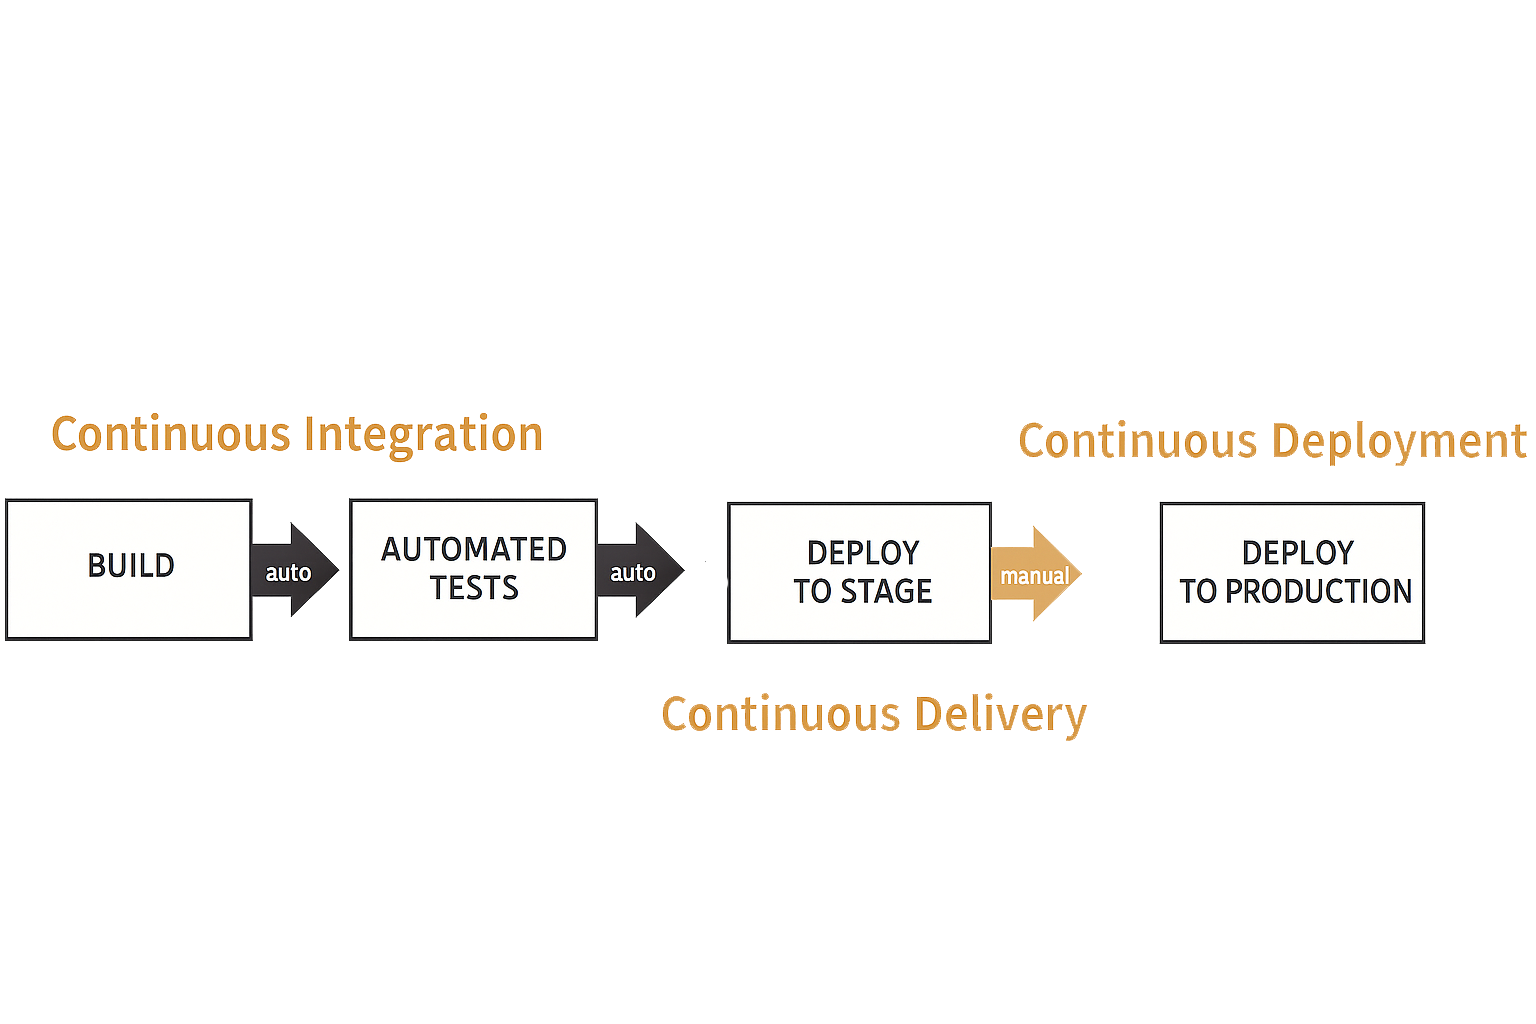 Continuous Integration
Continuous Deployment
BUILD
auto
AUTOMATED
TESTS
auto
DEPLOY
TO STAGE
manual
DEPLOY
TO PRODUCTION
Continuous Delivery